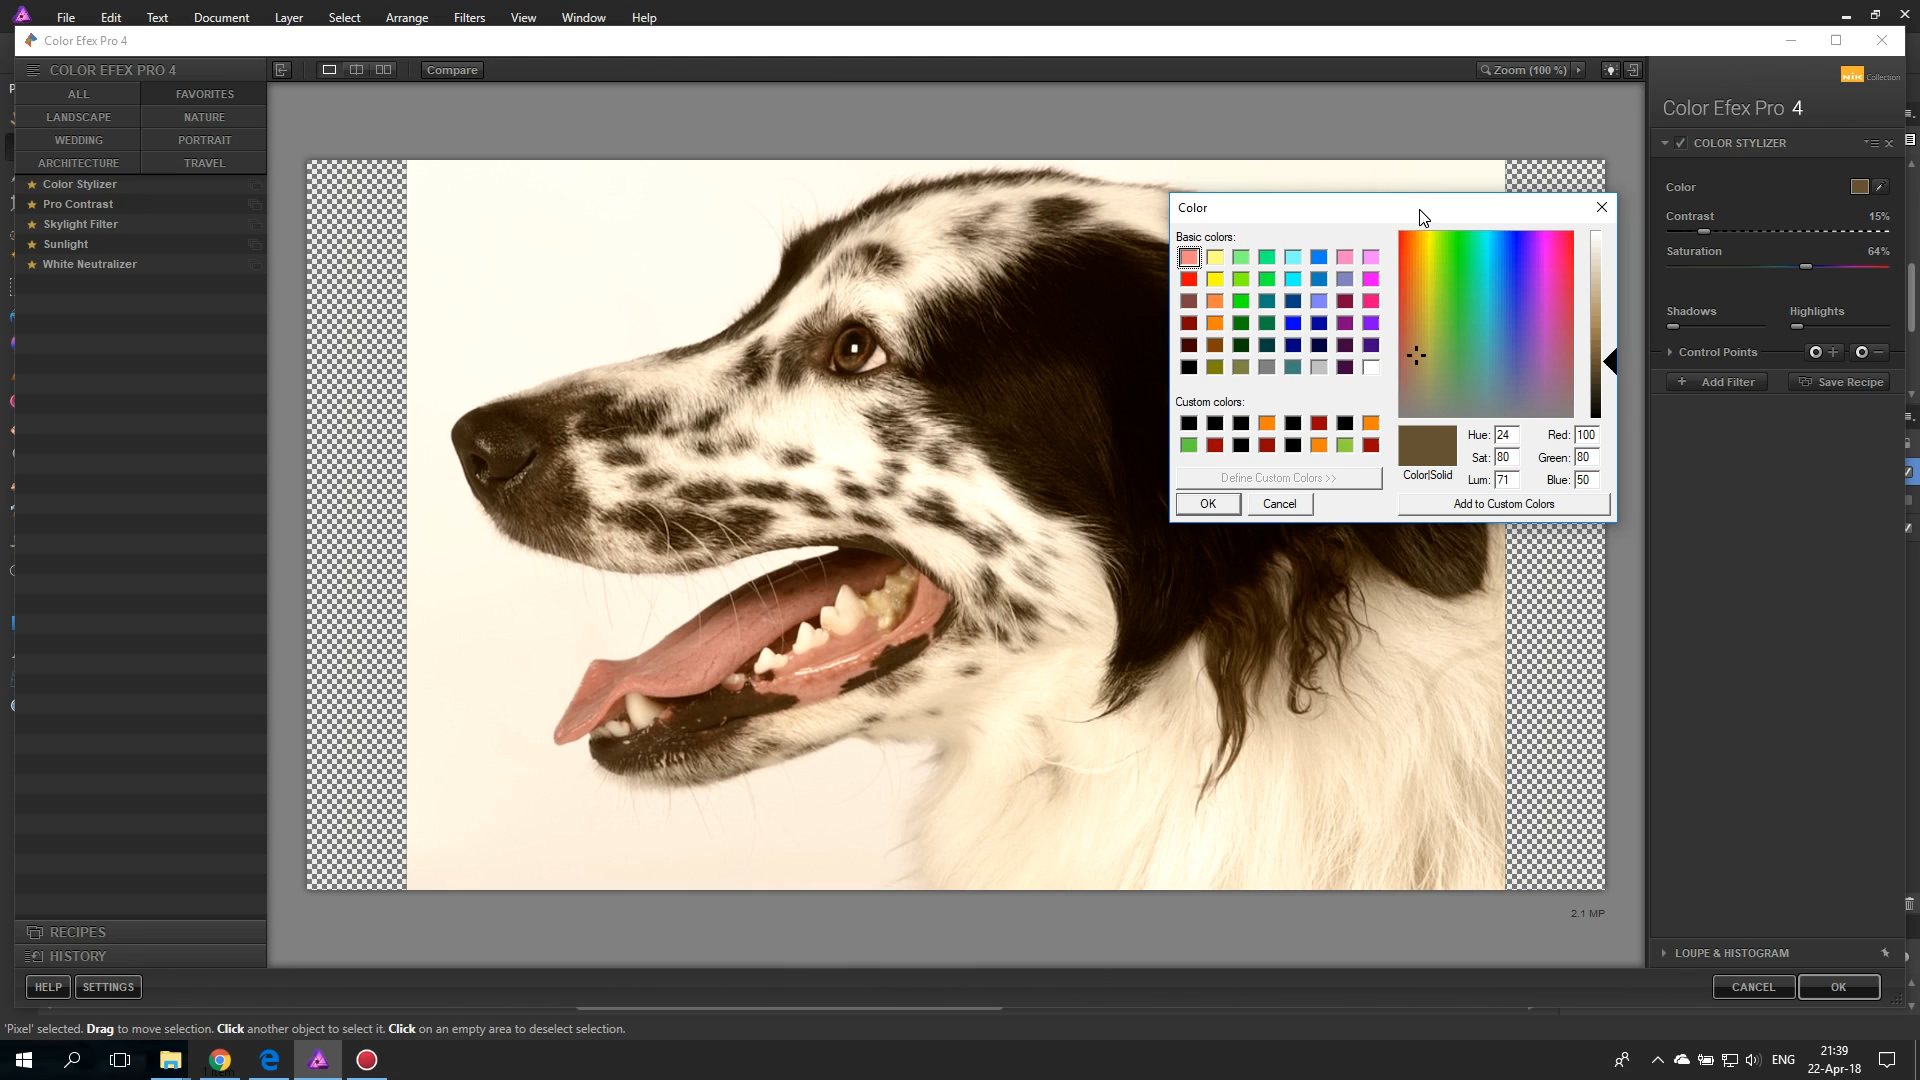 File Edit Text Document Layer Select Arrange Filters View Window Help
Color Efex Pro 4
COLOR EFEX PRO 4
Compare
Zoom (100 %)
nik Collection
ALL FAVORITES
LANDSCAPE NATURE
WEDDING PORTRAIT
ARCHITECTURE TRAVEL
Color Stylizer
Pro Contrast
Skylight Filter
Sunlight
White Neutralizer
Color Efex Pro 4
COLOR STYLIZER
Color
Contrast 15%
Saturation 64%
Shadows Highlights
Control Points
Add Filter Save Recipe
Color
Basic colors:
Custom colors:
Define Custom Colors >>
OK Cancel
Color|Solid
Hue: 24 Red: 100
Sat: 80 Green: 80
Lum: 71 Blue: 50
Add to Custom Colors
2.1 MP
RECIPES
HISTORY
LOUPE & HISTOGRAM
HELP SETTINGS
CANCEL OK
'Pixel' selected. Drag to move selection. Click another object to select it. Click on an empty area to deselect selection.
ENG
21:39
22-Apr-18